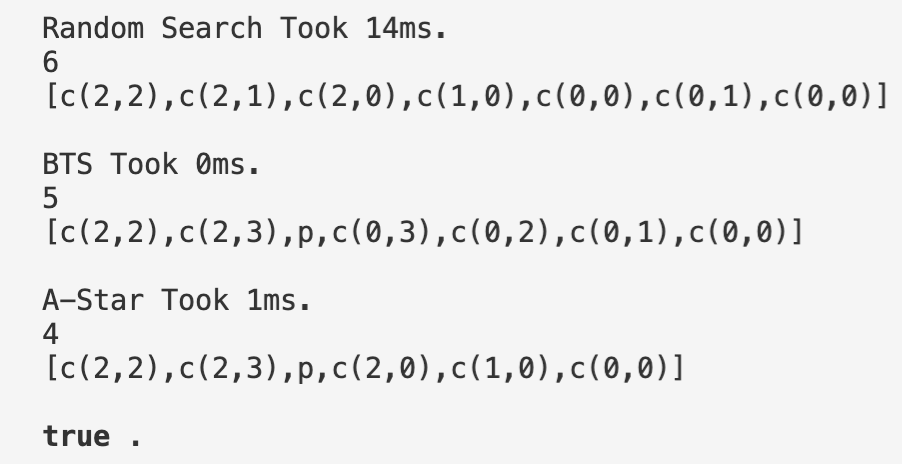 Random Search Took 14ms.
6
[c(2,2),c(2,1),c(2,0),c(1,0),c(0,0),c(0,1),c(0,0)]
BTS Took 0ms.
5
[c(2,2),c(2,3),p,c(0,3),c(0,2),c(0,1),c(0,0)]
A-Star Took 1ms.
4
[c(2,2),c(2,3),p,c(2,0),c(1,0),c(0,0)]
true .